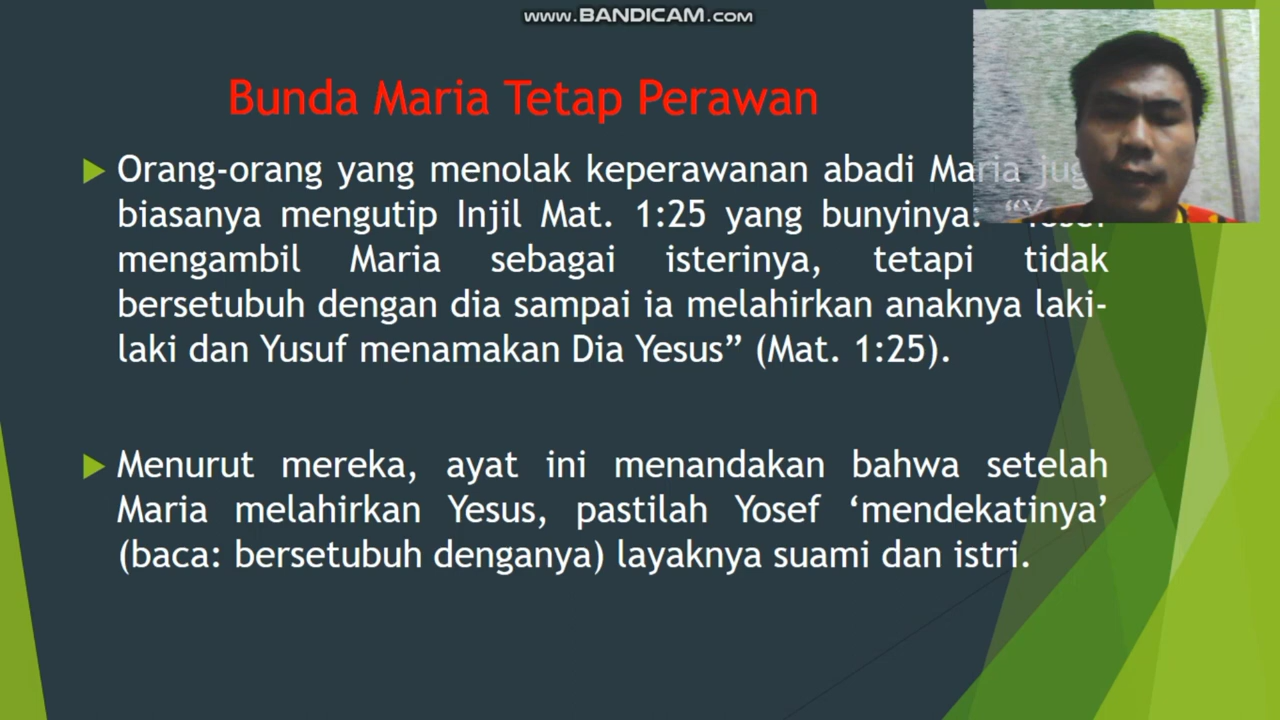 www.BANDICAM.com
Bunda Maria Tetap Perawan
Orang-orang yang menolak keperawanan abadi Maria juga
biasanya mengutip Injil Mat. 1:25 yang bunyinya: “Yosef
mengambil Maria sebagai isterinya, tetapi tidak
bersetubuh dengan dia sampai ia melahirkan anaknya laki-
laki dan Yusuf menamakan Dia Yesus” (Mat. 1:25).
Menurut mereka, ayat ini menandakan bahwa setelah
Maria melahirkan Yesus, pastilah Yosef ‘mendekatinya’
(baca: bersetubuh denganya) layaknya suami dan istri.